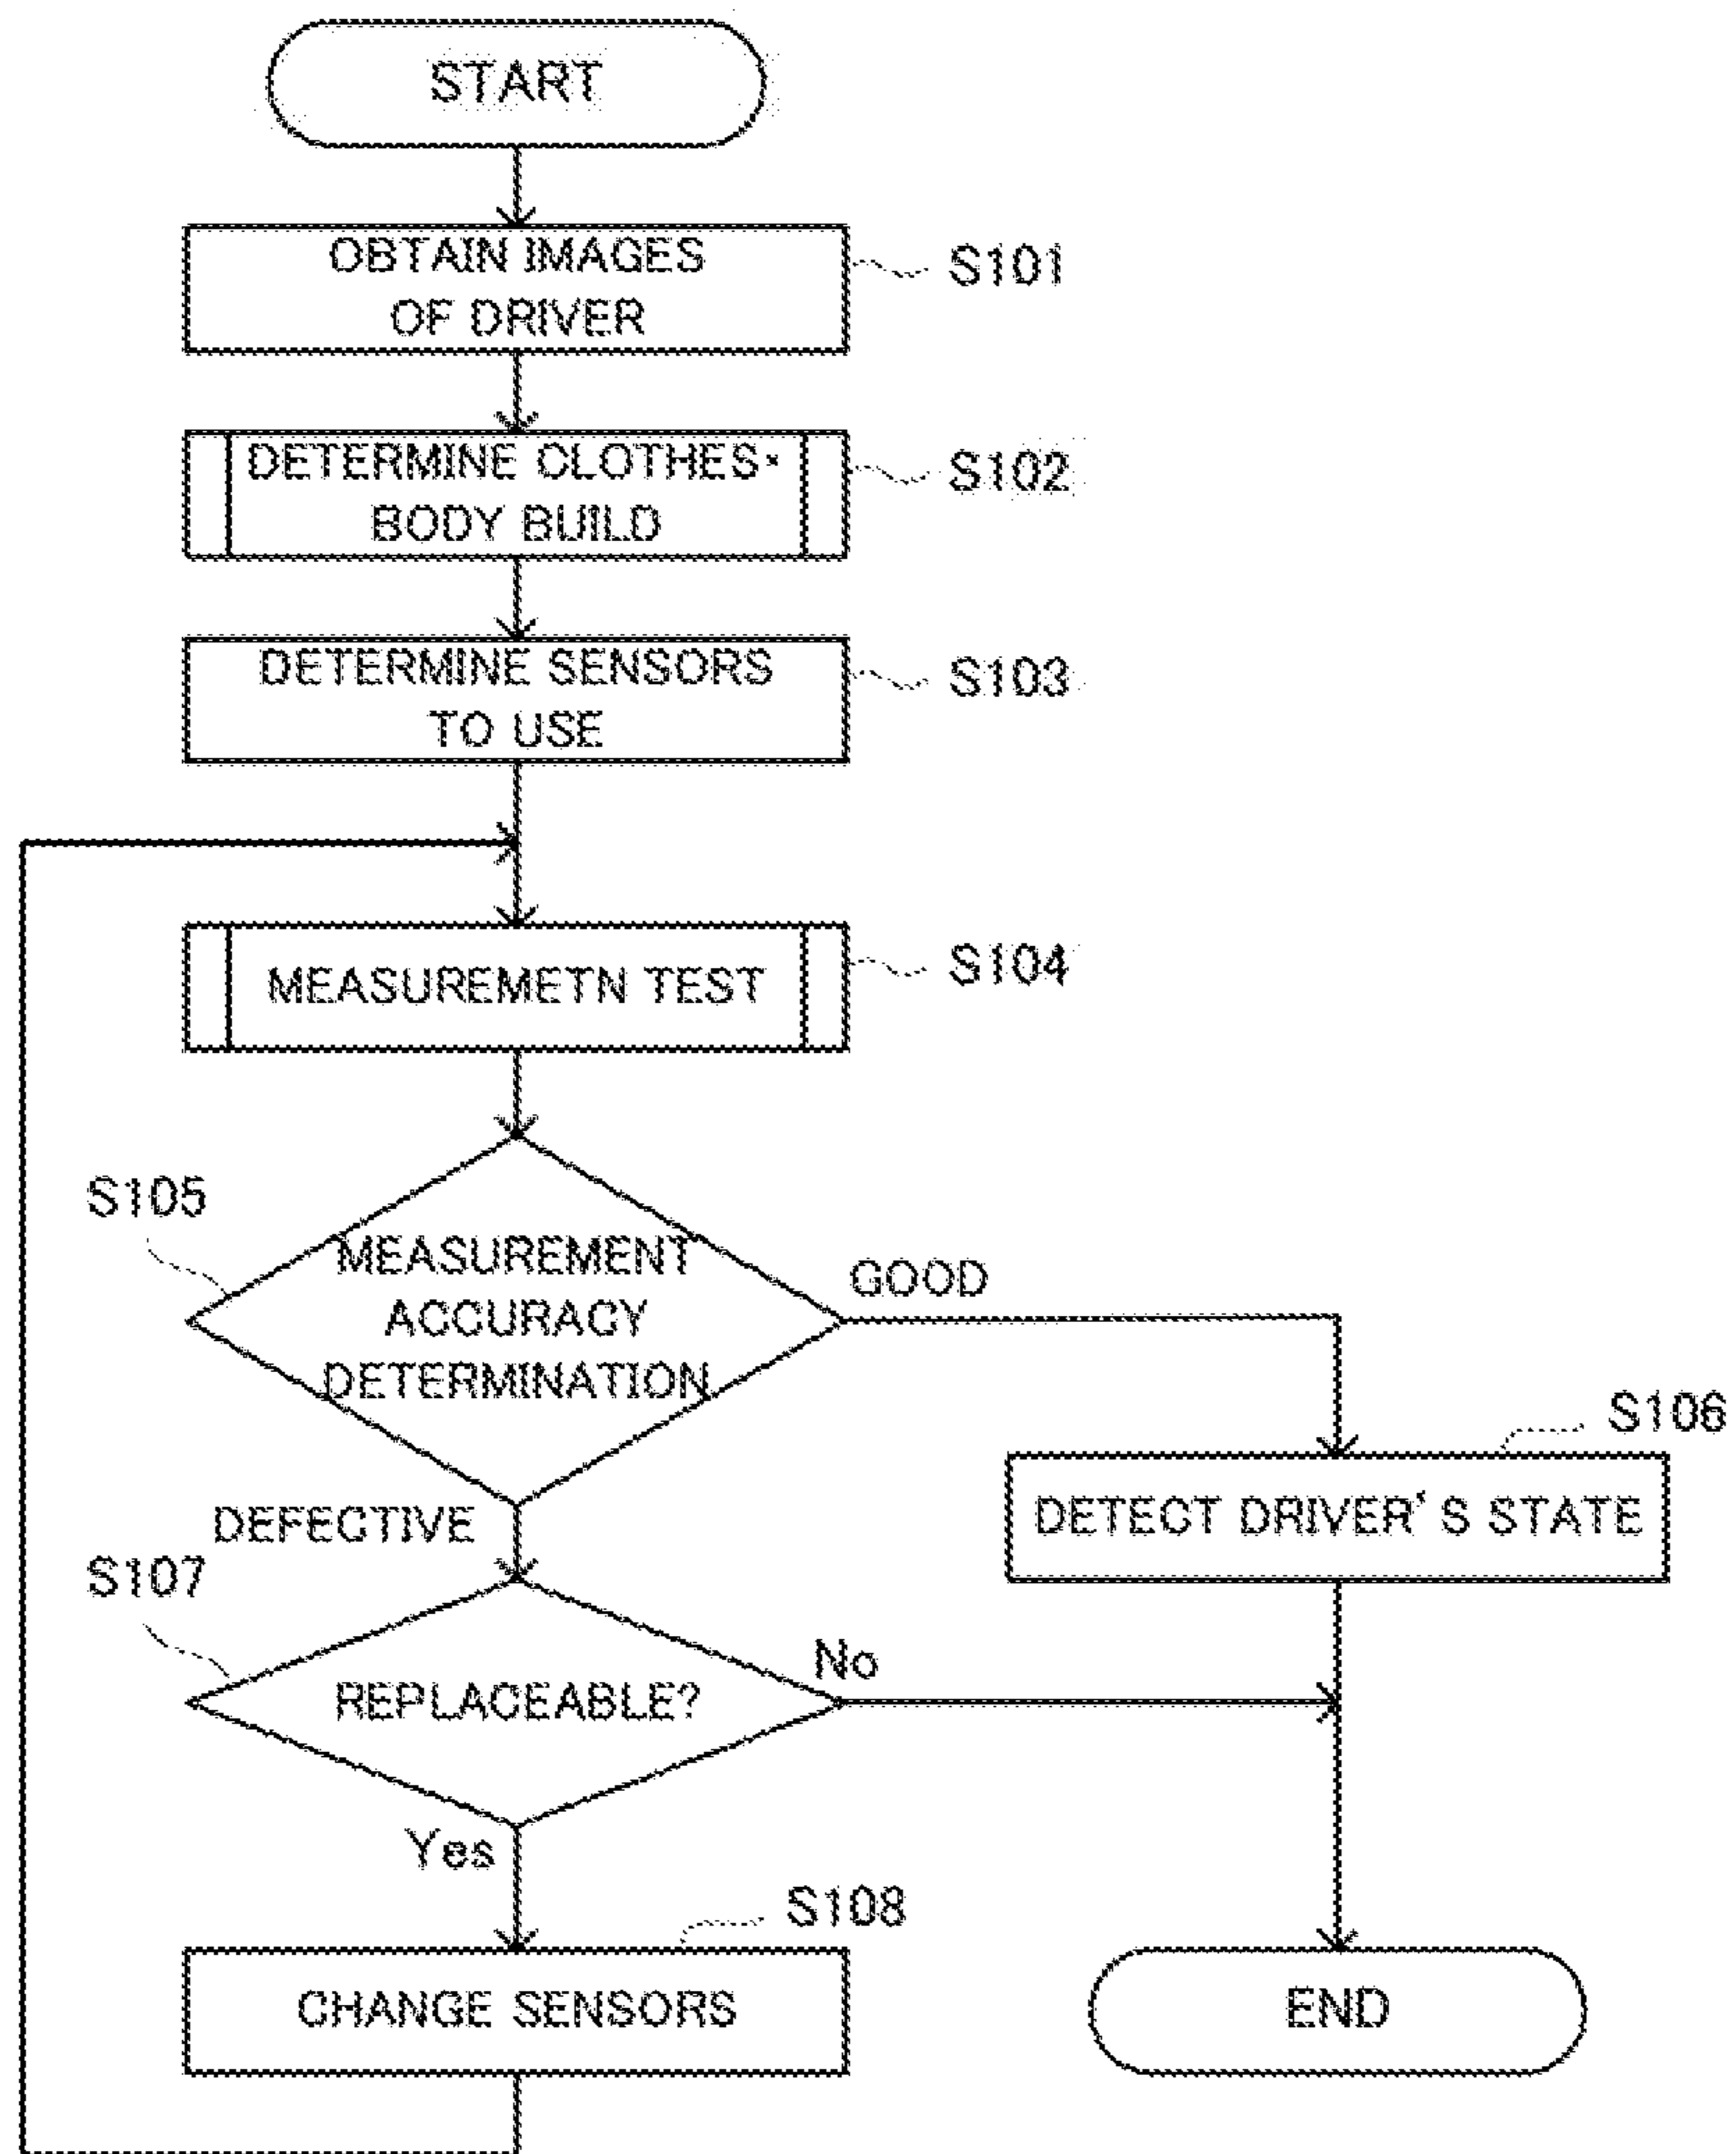 START
OBTAIN IMAGES
OF DRIVER
S101
DETERMINE CLOTHES・
BODY BUILD
S102
DETERMINE SENSORS
TO USE
S103
MEASUREMETN TEST
S104
S105
MEASUREMENT
ACCURACY
DETERMINATION
GOOD
S106
DETECT DRIVER'S STATE
DEFECTIVE
S107
REPLACEABLE?
No
Yes
S108
CHANGE SENSORS
END